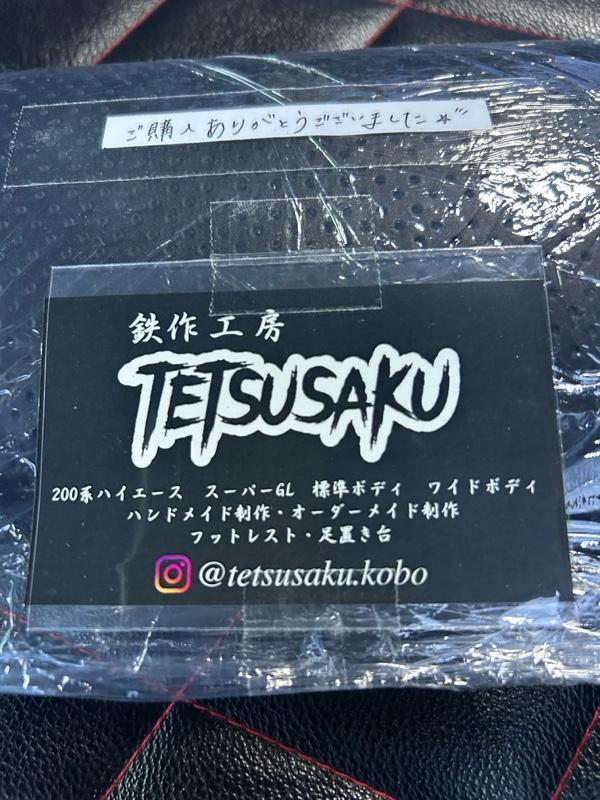 ご購入ありがとうございました☆
鉄作工房
TETSUSAKU
200系ハイエース スーパーGL 標準ボディ ワイドボディ
ハンドメイド制作・オーダーメイド制作
フットレスト・足置き台
@tetsusaku.kobo